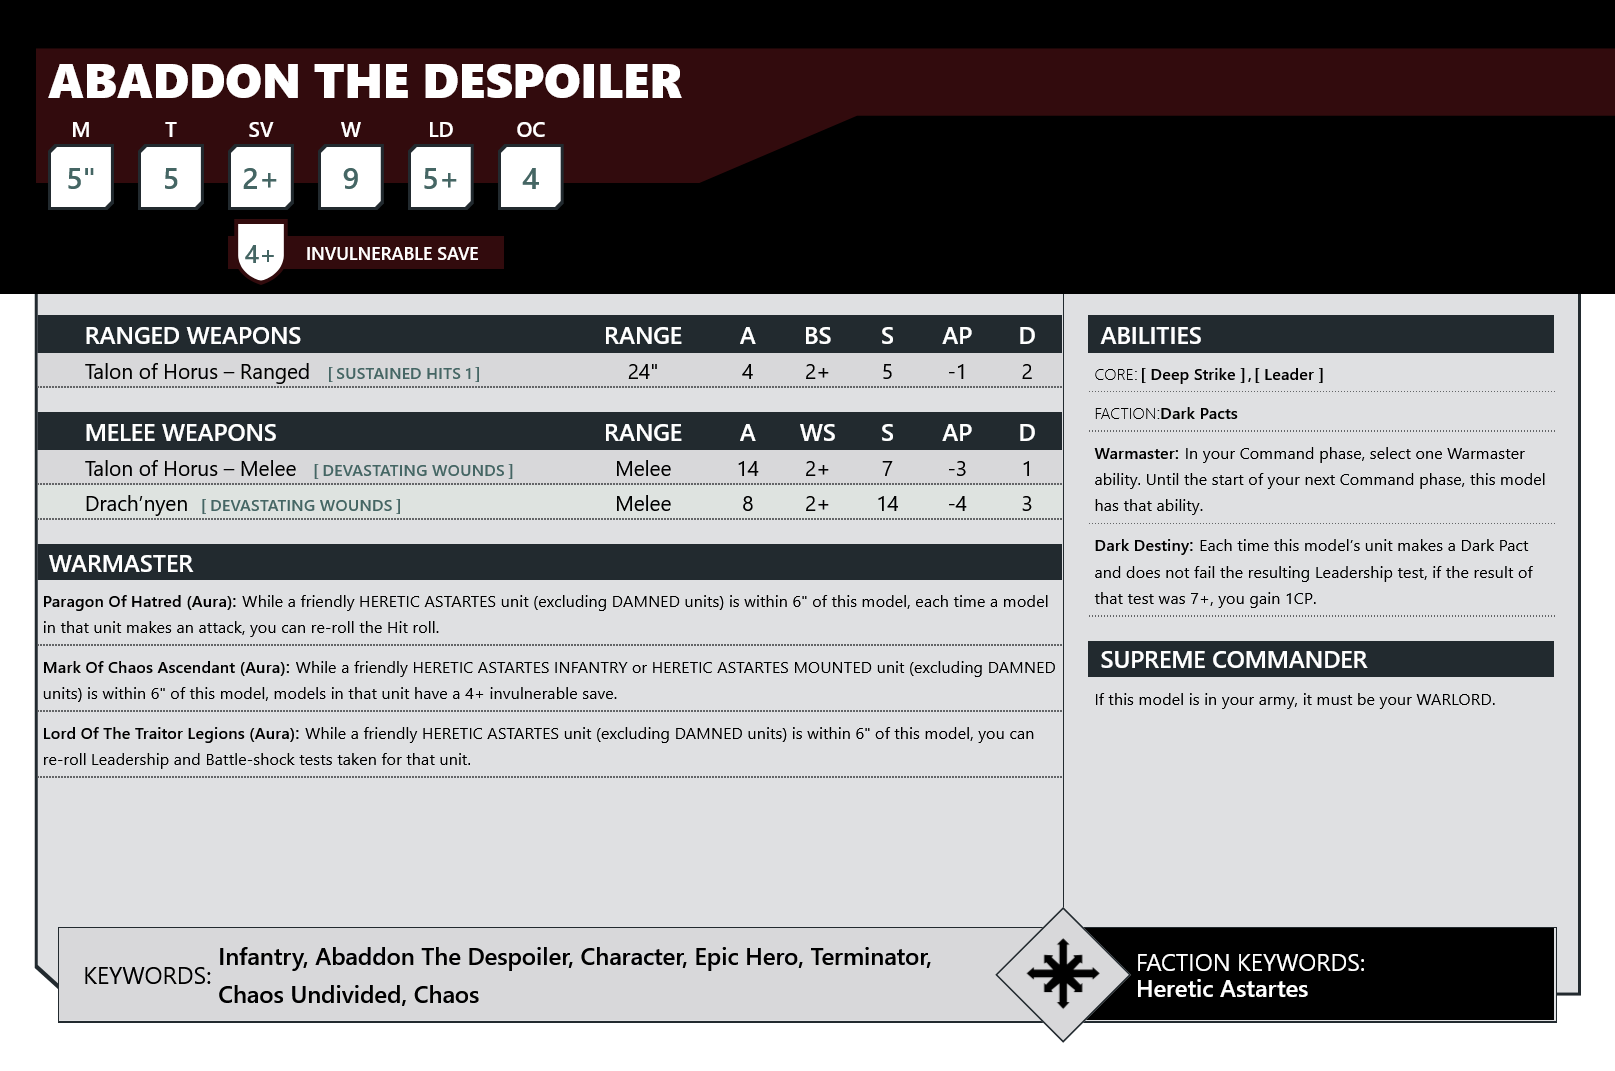 ABADDON THE DESPOILER
M T SV W LD OC
5" 5 2+ 9 5+ 4
4+ INVULNERABLE SAVE
RANGED WEAPONS RANGE A BS S AP D
Talon of Horus – Ranged [ SUSTAINED HITS 1 ] 24" 4 2+ 5 -1 2
MELEE WEAPONS RANGE A WS S AP D
Talon of Horus – Melee [ DEVASTATING WOUNDS ] Melee 14 2+ 7 -3 1
Drach’nyen [ DEVASTATING WOUNDS ] Melee 8 2+ 14 -4 3
WARMASTER
Paragon Of Hatred (Aura): While a friendly HERETIC ASTARTES unit (excluding DAMNED units) is within 6" of this model, each time a model
in that unit makes an attack, you can re-roll the Hit roll.
Mark Of Chaos Ascendant (Aura): While a friendly HERETIC ASTARTES INFANTRY or HERETIC ASTARTES MOUNTED unit (excluding DAMNED
units) is within 6" of this model, models in that unit have a 4+ invulnerable save.
Lord Of The Traitor Legions (Aura): While a friendly HERETIC ASTARTES unit (excluding DAMNED units) is within 6" of this model, you can
re-roll Leadership and Battle-shock tests taken for that unit.
ABILITIES
CORE: [ Deep Strike ] , [ Leader ]
FACTION:Dark Pacts
Warmaster: In your Command phase, select one Warmaster
ability. Until the start of your next Command phase, this model
has that ability.
Dark Destiny: Each time this model’s unit makes a Dark Pact
and does not fail the resulting Leadership test, if the result of
that test was 7+, you gain 1CP.
SUPREME COMMANDER
If this model is in your army, it must be your WARLORD.
KEYWORDS: Infantry, Abaddon The Despoiler, Character, Epic Hero, Terminator,
Chaos Undivided, Chaos
FACTION KEYWORDS:
Heretic Astartes